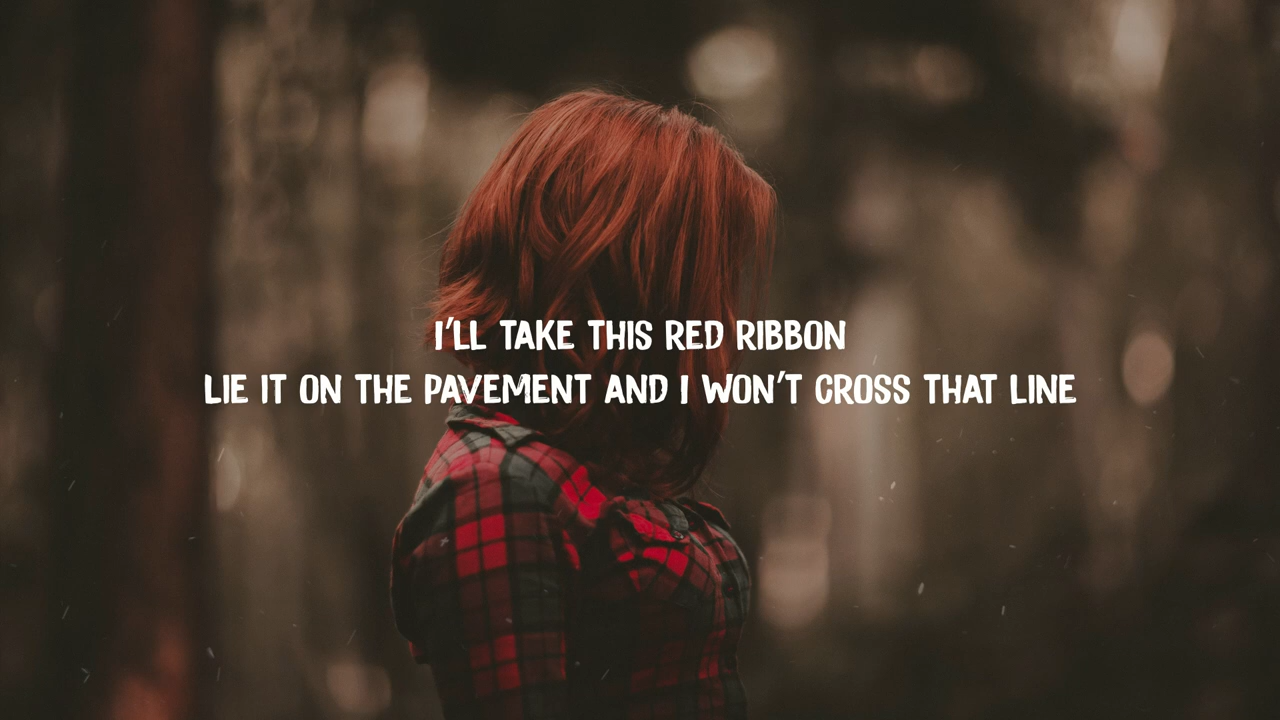 I'LL TAKE THIS RED RIBBON
LIE IT ON THE PAVEMENT AND I WON'T CROSS THAT LINE